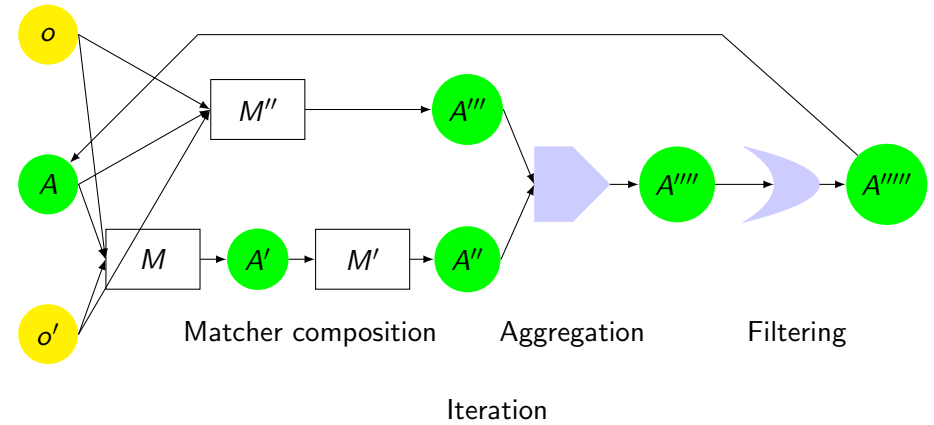 o
M″
A‴
A
A⁗
A′′′′′
M
A′
M′
A″
o′
Matcher composition
Aggregation
Filtering
Iteration